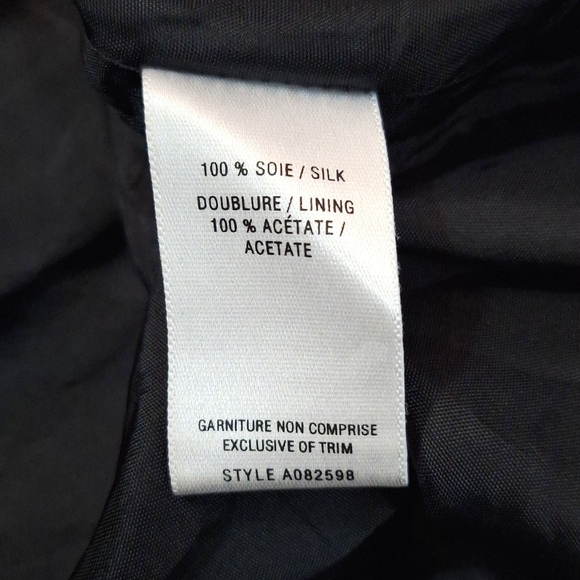 100 % SOIE / SILK
DOUBLURE / LINING
100 % ACÉTATE /
ACETATE
GARNITURE NON COMPRISE
EXCLUSIVE OF TRIM
STYLE A082598